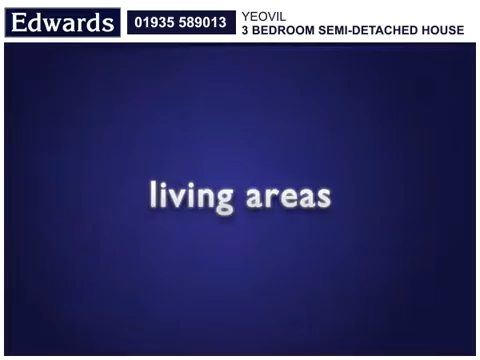 Edwards
01935 589013
YEOVIL
3 BEDROOM SEMI-DETACHED HOUSE
living areas